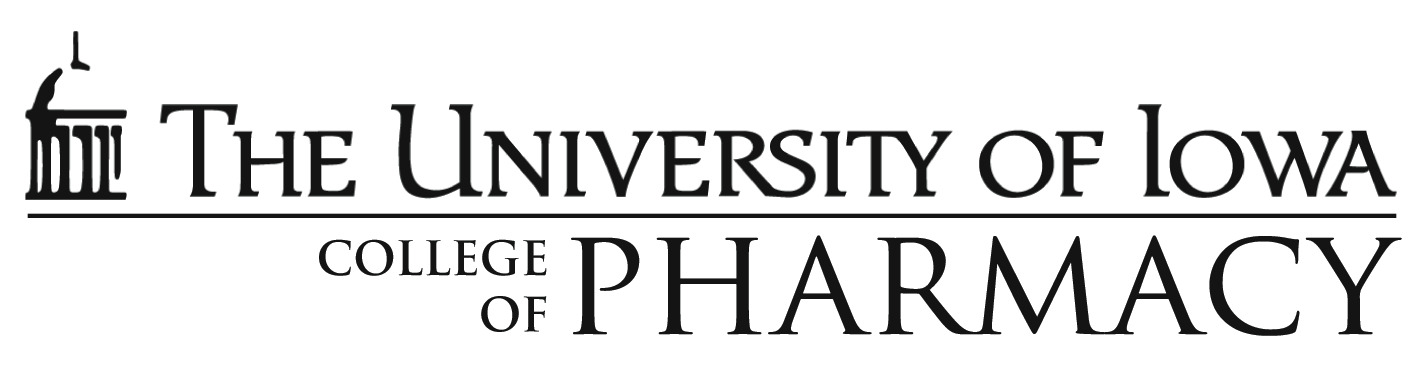 THE UNIVERSITY OF IOWA
COLLEGE
OF PHARMACY